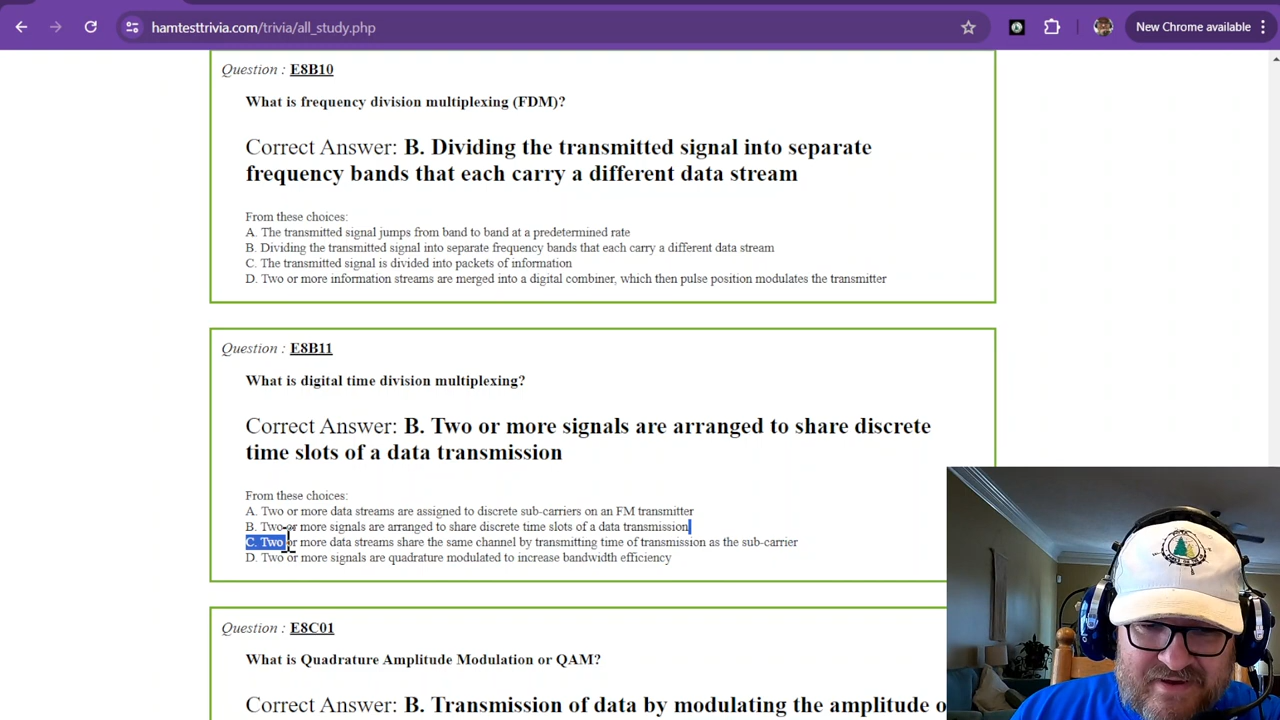 hamtesttrivia.com/trivia/all_study.php
New Chrome available
Question : E8B10
What is frequency division multiplexing (FDM)?
Correct Answer: B. Dividing the transmitted signal into separate
frequency bands that each carry a different data stream
From these choices:
A. The transmitted signal jumps from band to band at a predetermined rate
B. Dividing the transmitted signal into separate frequency bands that each carry a different data stream
C. The transmitted signal is divided into packets of information
D. Two or more information streams are merged into a digital combiner, which then pulse position modulates the transmitter
Question : E8B11
What is digital time division multiplexing?
Correct Answer: B. Two or more signals are arranged to share discrete
time slots of a data transmission
From these choices:
A. Two or more data streams are assigned to discrete sub-carriers on an FM transmitter
B. Two or more signals are arranged to share discrete time slots of a data transmission
C. Two or more data streams share the same channel by transmitting time of transmission as the sub-carrier
D. Two or more signals are quadrature modulated to increase bandwidth efficiency
Question : E8C01
What is Quadrature Amplitude Modulation or QAM?
Correct Answer: B. Transmission of data by modulating the amplitude o